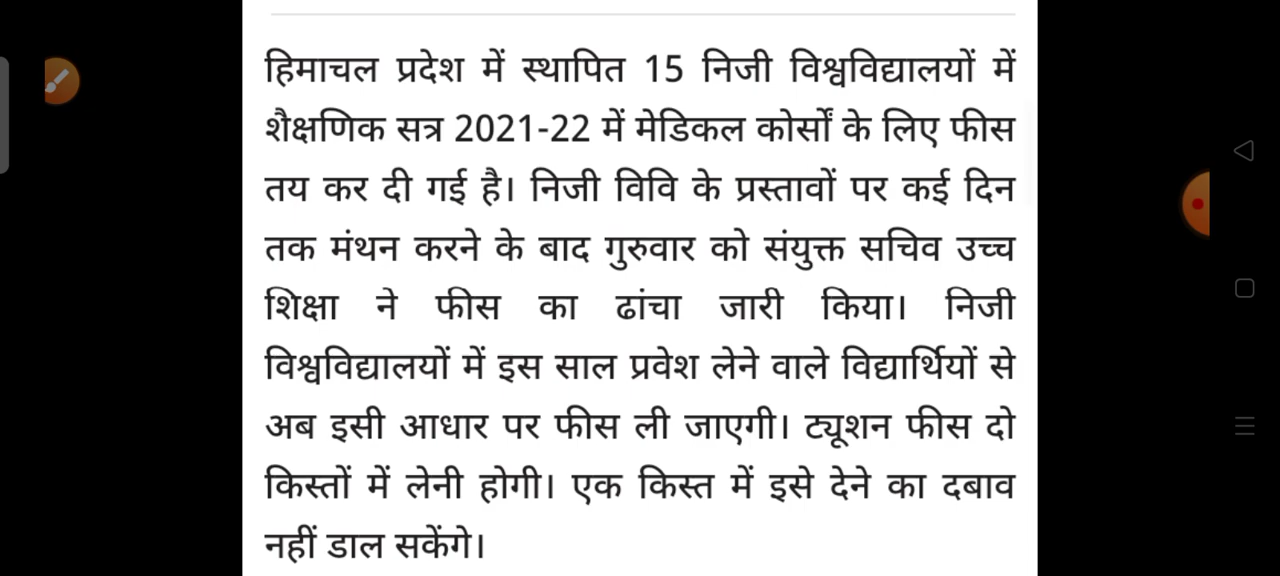 हिमाचल प्रदेश में स्थापित 15 निजी विश्वविद्यालयों में
शैक्षणिक सत्र 2021-22 में मेडिकल कोर्सों के लिए फीस
तय कर दी गई है। निजी विवि के प्रस्तावों पर कई दिन
तक मंथन करने के बाद गुरुवार को संयुक्त सचिव उच्च
शिक्षा ने फीस का ढांचा जारी किया। निजी
विश्वविद्यालयों में इस साल प्रवेश लेने वाले विद्यार्थियों से
अब इसी आधार पर फीस ली जाएगी। ट्यूशन फीस दो
किस्तों में लेनी होगी। एक किस्त में इसे देने का दबाव
नहीं डाल सकेंगे।